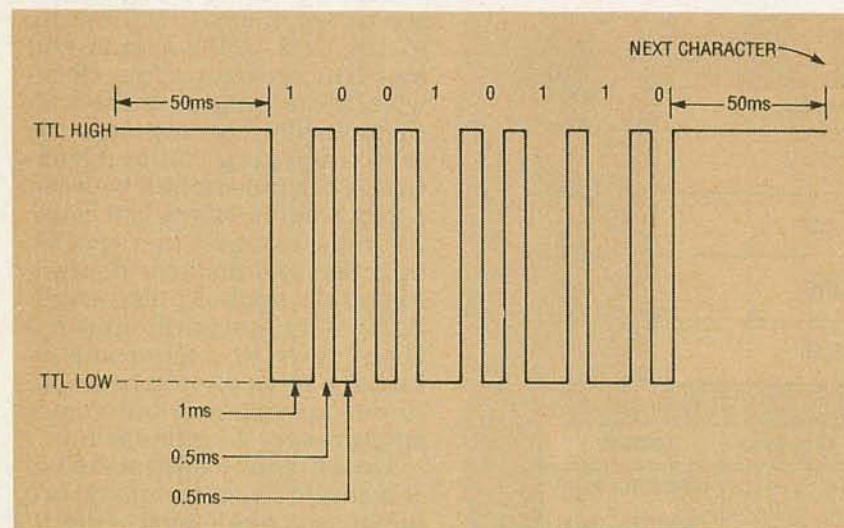 NEXT CHARACTER
50ms 1 0 0 1 0 1 1 0 50ms
TTL HIGH
TTL LOW
1ms
0.5ms
0.5ms